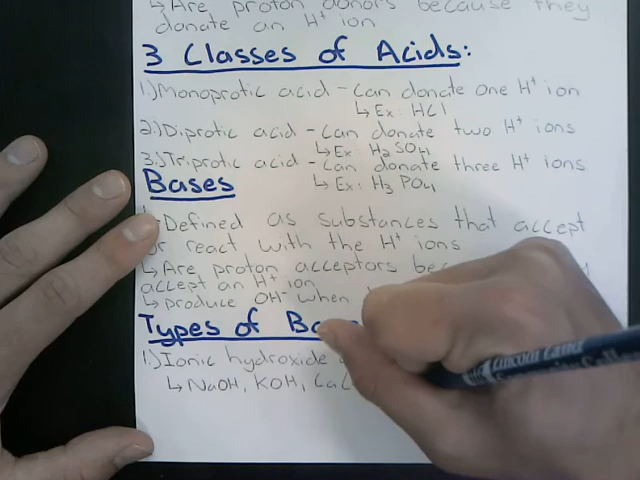 ↳Are proton donors because they
donate an H⁺ ion
3 Classes of Acids:
1.)Monoprotic acid - Can donate one H⁺ ion
↳Ex: HCl
2.)Diprotic acid - Can donate two H⁺ ions
↳Ex H₂SO₄
3.)Triprotic acid - Can donate three H⁺ ions
↳Ex: H₃PO₄
Bases
↳Defined as substances that accept
or react with the H⁺ ions
↳Are proton acceptors
accept an H⁺ ion
↳produce OH⁻ when
Types of
1.)Ionic hydroxide
↳NaOH, KOH,
Lincoln Land
Community